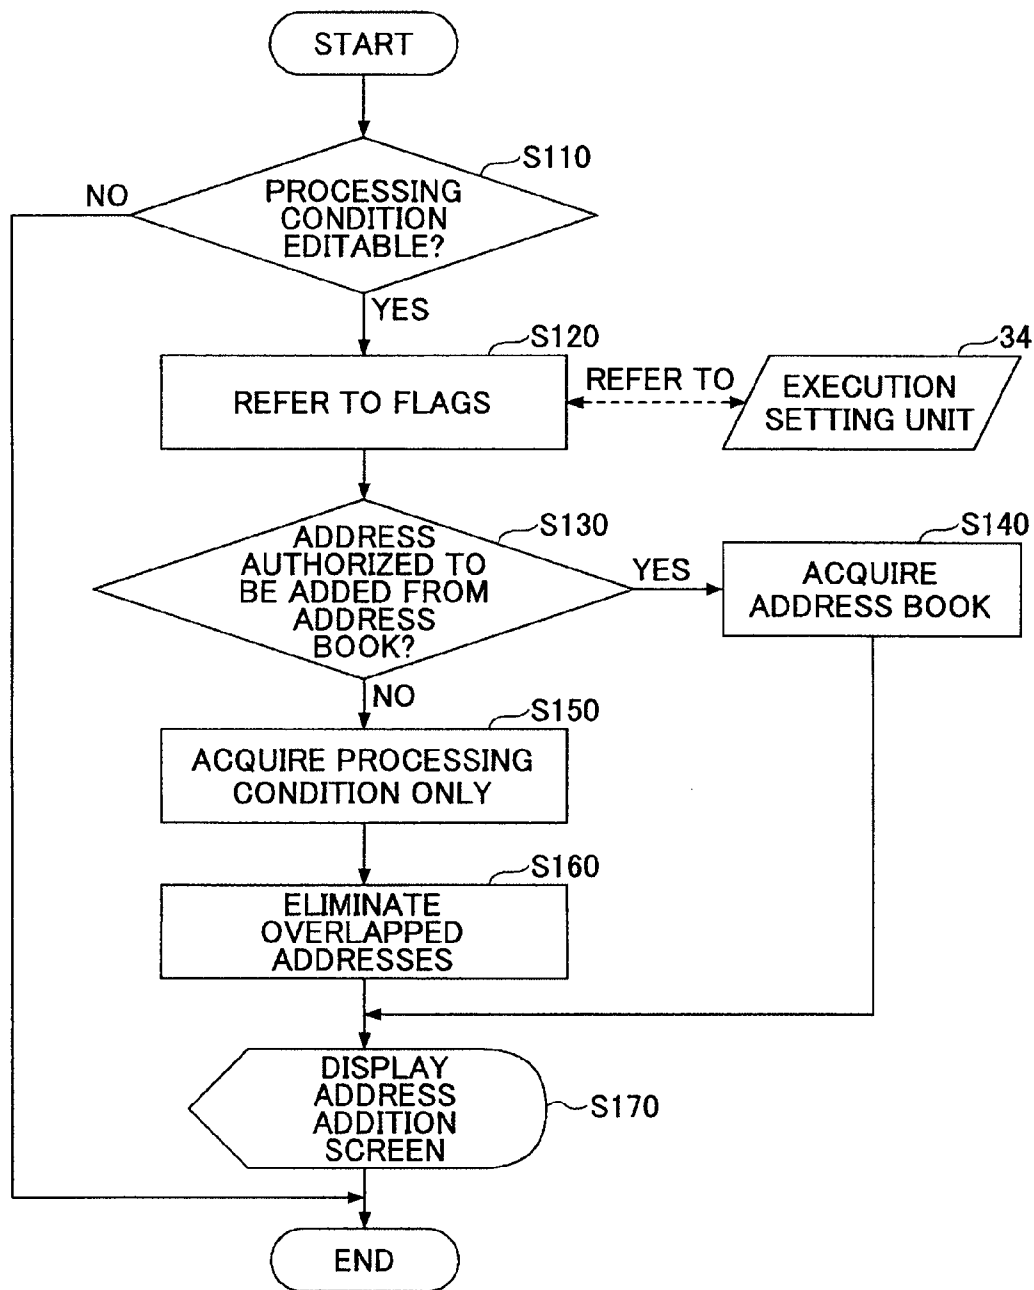 START
S110
NO
PROCESSING
CONDITION
EDITABLE?
YES
S120
34
REFER TO FLAGS
REFER TO
EXECUTION
SETTING UNIT
S130
S140
ADDRESS
AUTHORIZED TO
BE ADDED FROM
ADDRESS
BOOK?
YES
ACQUIRE
ADDRESS BOOK
NO
S150
ACQUIRE PROCESSING
CONDITION ONLY
S160
ELIMINATE
OVERLAPPED
ADDRESSES
DISPLAY
ADDRESS
ADDITION
SCREEN
S170
END